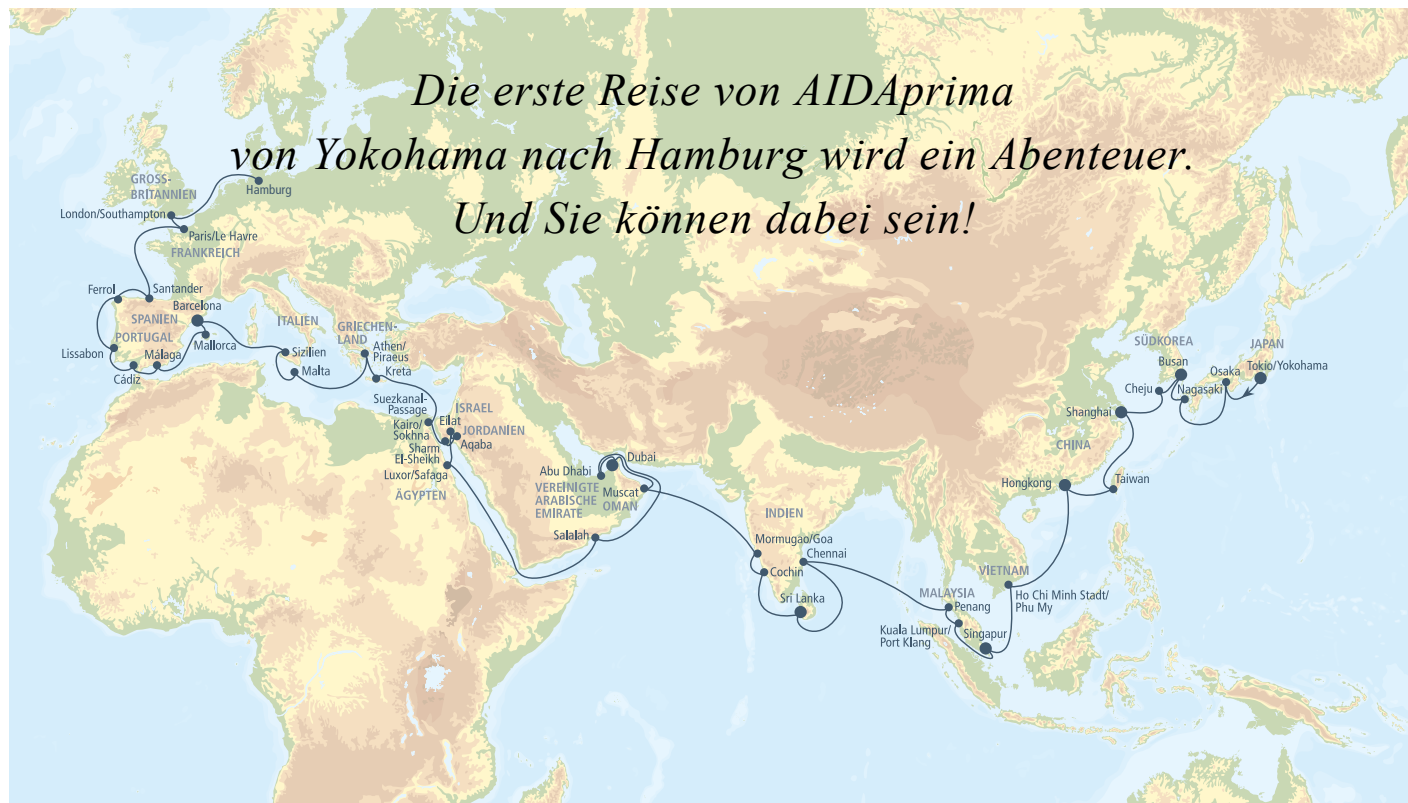 Die erste Reise von AIDAprima
von Yokohama nach Hamburg wird ein Abenteuer.
Und Sie können dabei sein!
GROSS-
BRITANNIEN
Hamburg
London/Southampton
Paris/Le Havre
FRANKREICH
Ferrol
Santander
Barcelona
SPANIEN
PORTUGAL
Mallorca
Lissabon
Málaga
Cádiz
ITALIEN
Sizilien
Malta
GRIECHEN-
LAND
Athen/
Piraeus
Kreta
Suezkanal-
Passage
ISRAEL
Kairo/
Sokhna
Eilat
JORDANIEN
Aqaba
Sharm
El-Sheikh
Luxor/Safaga
ÄGYPTEN
Abu Dhabi
Dubai
VEREINIGTE
ARABISCHE
EMIRATE
Muscat
OMAN
Salalah
INDIEN
Mormugao/Goa
Chennai
Cochin
Sri Lanka
MALAYSIA
Penang
Kuala Lumpur/
Port Klang
Singapur
VIETNAM
Ho Chi Minh Stadt/
Phu My
Hongkong
Taiwan
CHINA
Shanghai
SÜDKOREA
Busan
Cheju
Nagasaki
Osaka
JAPAN
Tokio/Yokohama